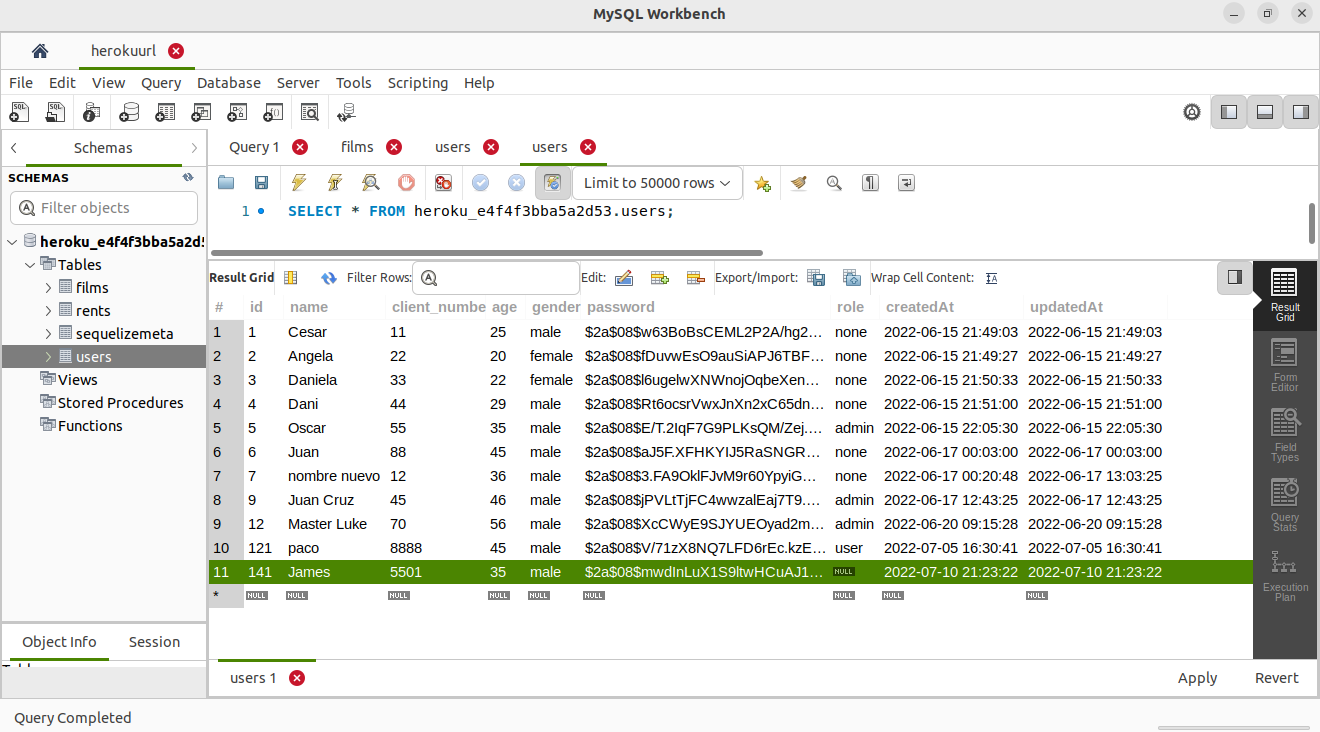 MySQL Workbench
herokuurl
File Edit View Query Database Server Tools Scripting Help
Schemas
Query 1 films users users
SCHEMAS
Filter objects
heroku_e4f4f3bba5a2d5
Tables
films
rents
sequelizemeta
users
Views
Stored Procedures
Functions
Object Info Session
Limit to 50000 rows
1 SELECT * FROM heroku_e4f4f3bba5a2d53.users;
Result Grid Filter Rows: Edit: Export/Import: Wrap Cell Content:
# id name client_numbe age gender password role createdAt updatedAt
1 1 Cesar 11 25 male $2a$08$w63BoBsCEML2P2A/hg2... none 2022-06-15 21:49:03 2022-06-15 21:49:03
2 2 Angela 22 20 female $2a$08$fDuvwEsO9auSiAPJ6TBF... none 2022-06-15 21:49:27 2022-06-15 21:49:27
3 3 Daniela 33 22 female $2a$08$l6ugelwXNWnojOqbeXen... none 2022-06-15 21:50:33 2022-06-15 21:50:33
4 4 Dani 44 29 male $2a$08$Rt6ocsrVwxJnXn2xC65dn... none 2022-06-15 21:51:00 2022-06-15 21:51:00
5 5 Oscar 55 35 male $2a$08$E/T.2IqF7G9PLKsQM/Zej.... admin 2022-06-15 22:05:30 2022-06-15 22:05:30
6 6 Juan 88 45 male $2a$08$aJ5F.XFHKYIJ5RaSNGR... none 2022-06-17 00:03:00 2022-06-17 00:03:00
7 7 nombre nuevo 12 36 male $2a$08$3.FA9OklFJvM9r60YpyiG... none 2022-06-17 00:20:48 2022-06-17 13:03:25
8 9 Juan Cruz 45 46 male $2a$08$jPVLtTjFC4wwzalEaj7T9.... admin 2022-06-17 12:43:25 2022-06-17 12:43:25
9 12 Master Luke 70 56 male $2a$08$XcCWyE9SJYUEOyad2m... admin 2022-06-20 09:15:28 2022-06-20 09:15:28
10 121 paco 8888 45 male $2a$08$V/71zX8NQ7LFD6rEc.kzE... user 2022-07-05 16:30:41 2022-07-05 16:30:41
11 141 James 5501 35 male $2a$08$mwdInLuX1S9ltwHCuAJ1... NULL 2022-07-10 21:23:22 2022-07-10 21:23:22
* NULL NULL NULL NULL NULL NULL NULL NULL NULL
Result
Grid
Form
Editor
Field
Types
Query
Stats
Execution
Plan
users 1 Apply Revert
Query Completed